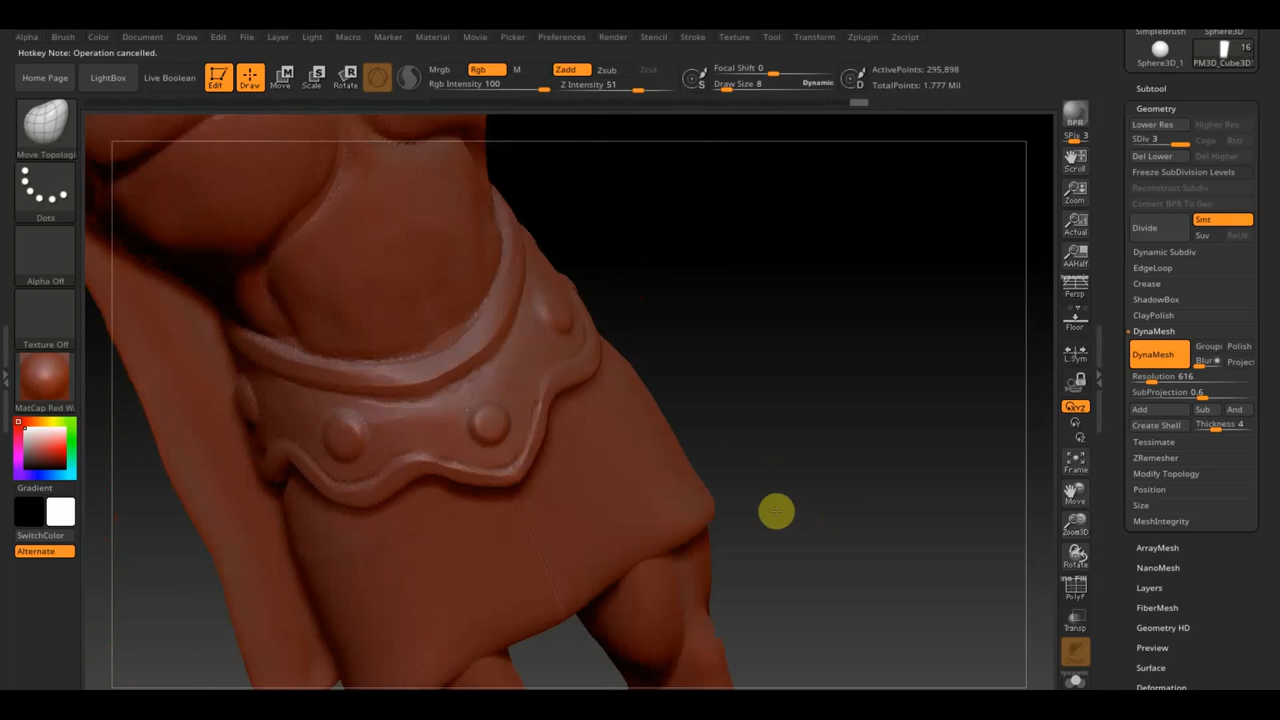 Alpha Brush Color Document Draw Edit File Layer Light Macro Marker Material Movie Picker Preferences Render Stencil Stroke Texture Tool Transform Zplugin Zscript
Hotkey Note: Operation cancelled.
Home Page
LightBox
Live Boolean
Edit
Draw
Move
Scale
Rotate
Mrgb Rgb M
Rgb Intensity 100
Zadd Zsub Zcut
Z Intensity 51
Focal Shift 0
Draw Size 8 Dynamic
ActivePoints: 295,898
TotalPoints: 1.777 Mil
Move Topologi
Dots
Alpha Off
Texture Off
MatCap Red W
Gradient
SwitchColor
Alternate
BPR
SPix 3
Scroll
Zoom
Actual
AAHalf
Persp
Floor
L.Sym
XYZ
Frame
Move
Zoom3D
Rotate
PolyF
Transp
SimpleBrush Sphere3D
16
Sphere3D_1 PM3D_Cube3D
Subtool
Geometry
Lower Res Higher Res
SDiv 3 Cage Rstr
Del Lower Del Higher
Freeze SubDivision Levels
Reconstruct Subdiv
Convert BPR To Geo
Divide Smt
Suv ReUV
Dynamic Subdiv
EdgeLoop
Crease
ShadowBox
ClayPolish
DynaMesh
DynaMesh Group: Polish
Blur Projec
Resolution 616
SubProjection 0.6
Add Sub And
Create Shell Thickness 4
Tessimate
ZRemesher
Modify Topology
Position
Size
MeshIntegrity
ArrayMesh
NanoMesh
Layers
FiberMesh
Geometry HD
Preview
Surface
Deformation